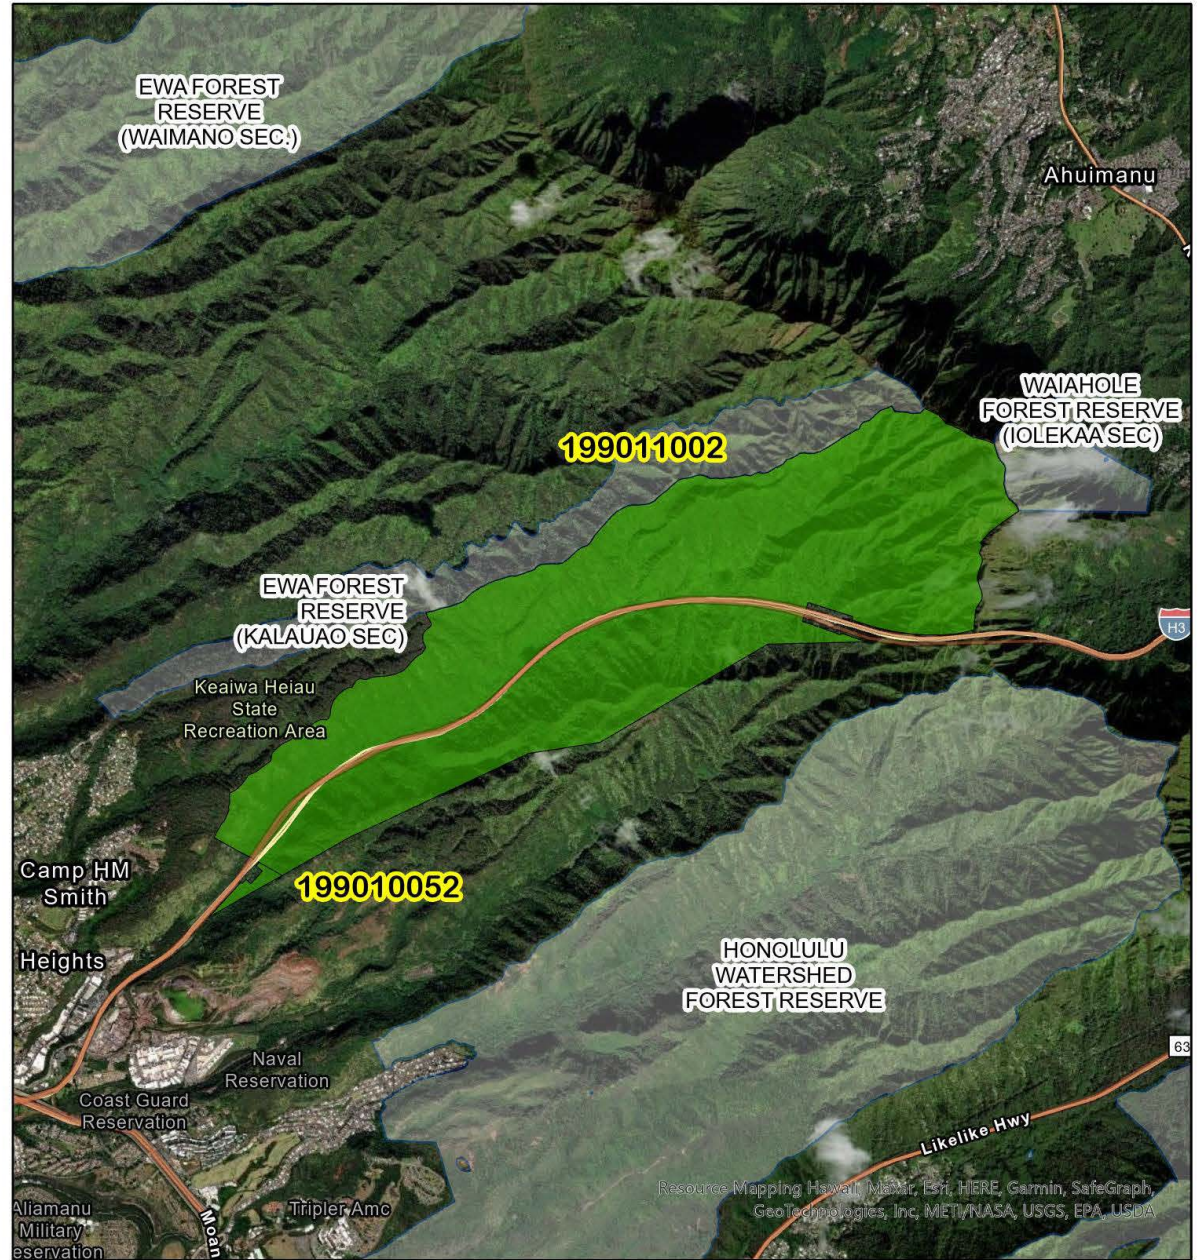 EWA FOREST
RESERVE
(WAIMANO SEC.)
Ahuimanu
WAIAHOLE
FOREST RESERVE
(IOLEKAA SEC)
199011002
EWA FOREST
RESERVE
(KALAUAO SEC)
H3
Keaiwa Heiau
State
Recreation Area
Camp HM
Smith
199010052
Heights
HONOLULU
WATERSHED
FOREST RESERVE
63
Naval
Reservation
Coast Guard
Reservation
Likelike Hwy
Resource Mapping Hawaii, Maxar, Esri, HERE, Garmin, SafeGraph,
GeoTechnologies, Inc, METI/NASA, USGS, EPA, USDA
Tripler Amc
Moan
Aliamanu
Military
eservation